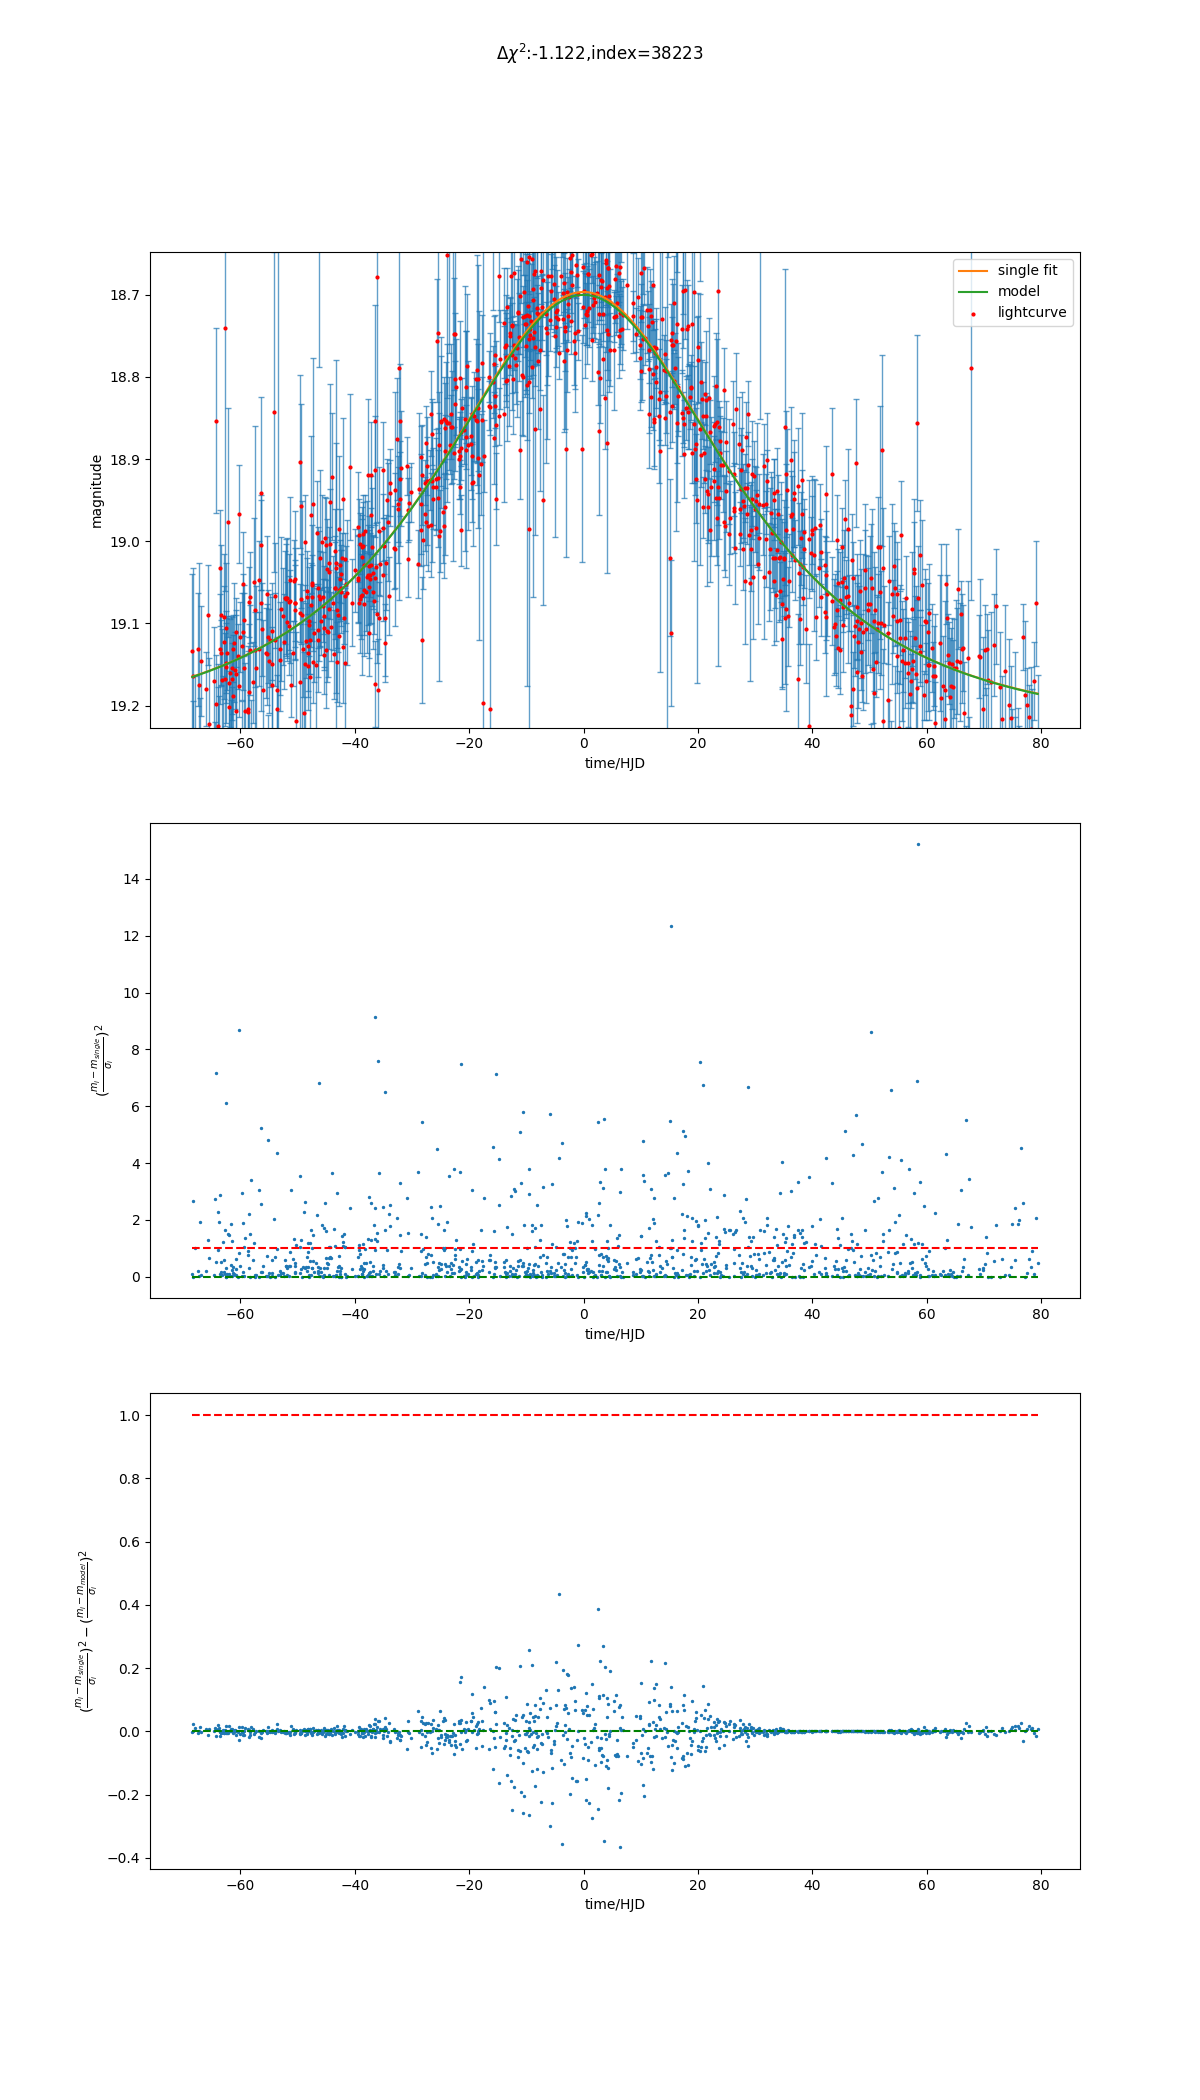 Δχ²:-1.122,index=38223
single fit
model
lightcurve
18.7
18.8
18.9
19.0
19.1
19.2
magnitude
−60 −40 −20 0 20 40 60 80
time/HJD
14
12
10
8
6
4
2
0
((m_i − m_single)/σ_i)²
−60 −40 −20 0 20 40 60 80
time/HJD
1.0
0.8
0.6
0.4
0.2
0.0
−0.2
−0.4
((m_i − m_single)/σ_i)² − ((m_i − m_model)/σ_i)²
−60 −40 −20 0 20 40 60 80
time/HJD